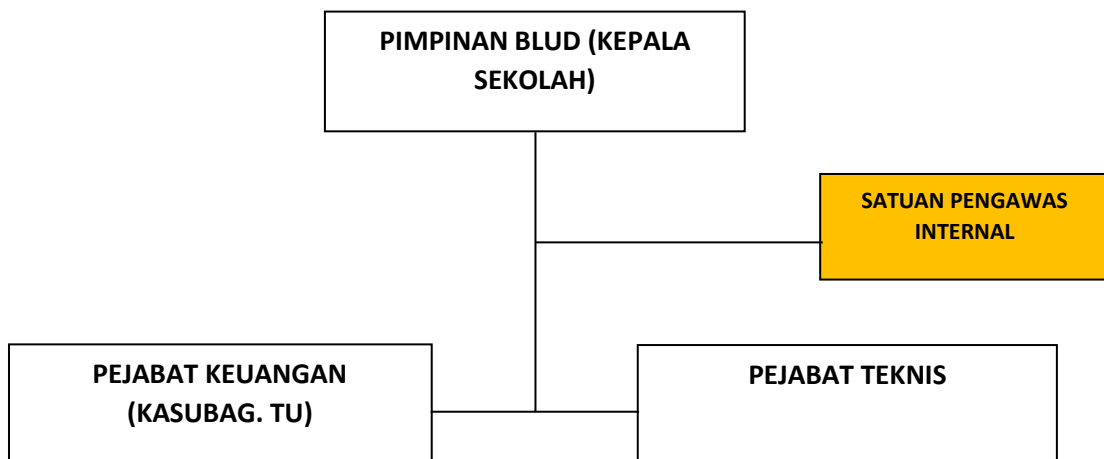 PIMPINAN BLUD (KEPALA
SEKOLAH)
SATUAN PENGAWAS
INTERNAL
PEJABAT KEUANGAN
(KASUBAG. TU)
PEJABAT TEKNIS